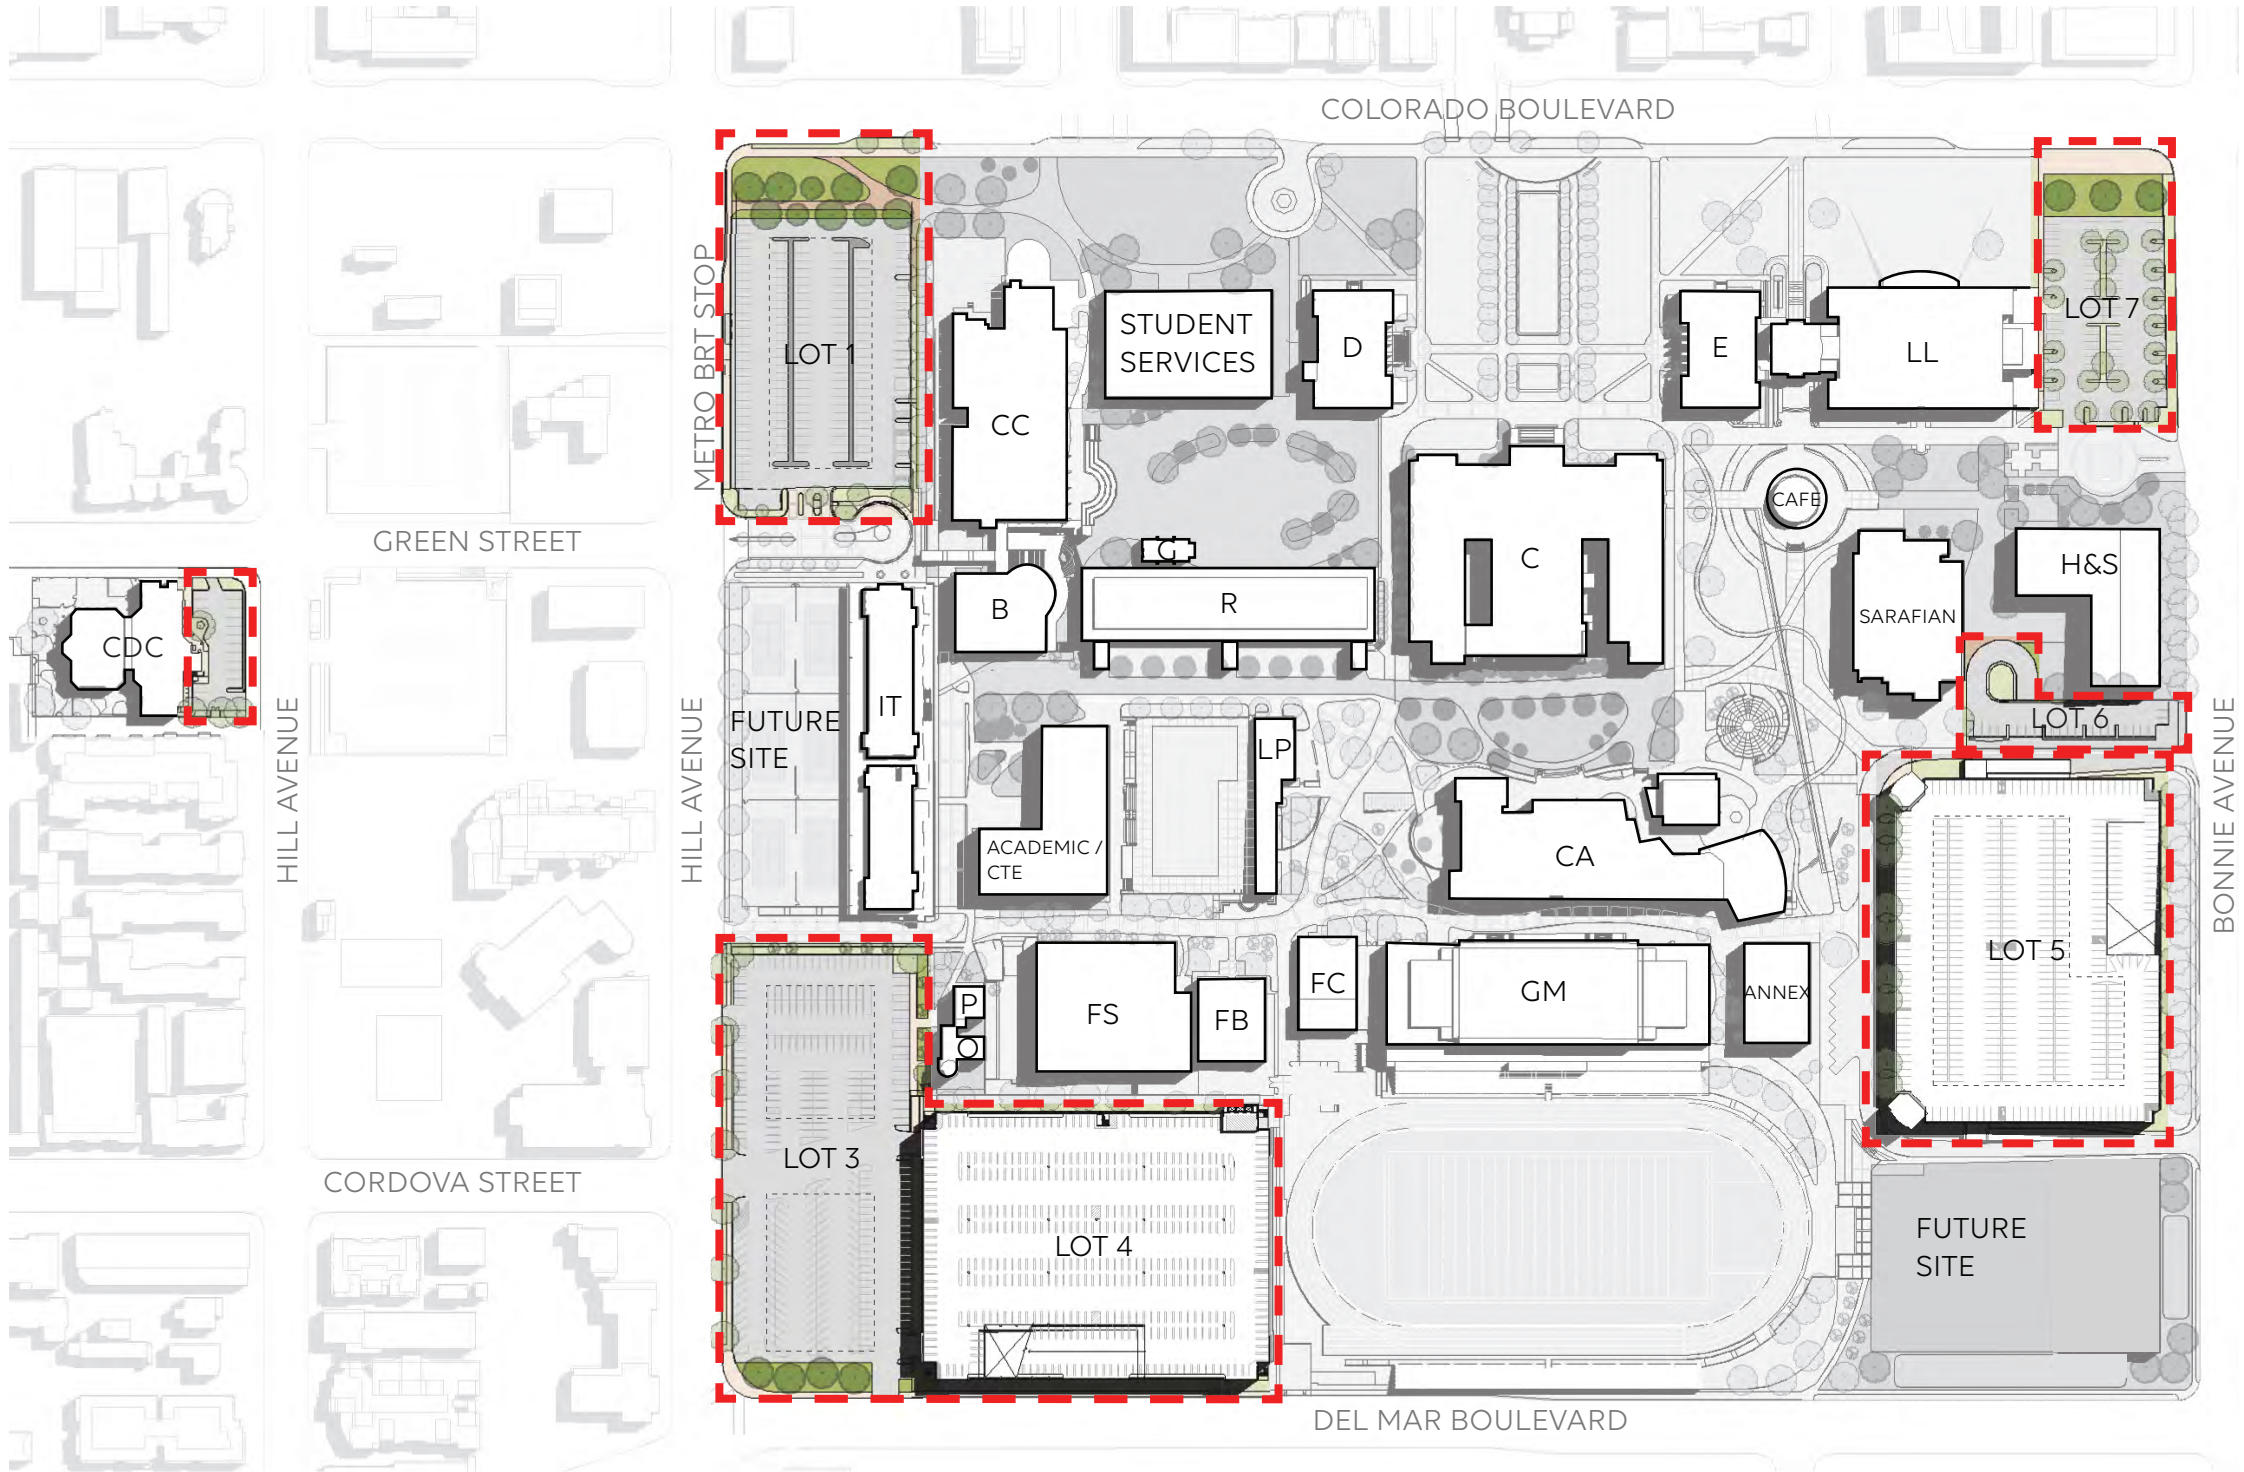 COLORADO BOULEVARD
METRO BRT STOP
LOT 1
STUDENT
SERVICES
D
E
LL
LOT 7
CC
CAFE
GREEN STREET
G
C
H&S
B
R
SARAFIAN
CDC
IT
LOT 6
HILL AVENUE
HILL AVENUE
FUTURE
SITE
LP
BONNIE AVENUE
ACADEMIC /
CTE
CA
LOT 5
P
O
FS
FB
FC
GM
ANNEX
LOT 3
CORDOVA STREET
LOT 4
FUTURE
SITE
DEL MAR BOULEVARD